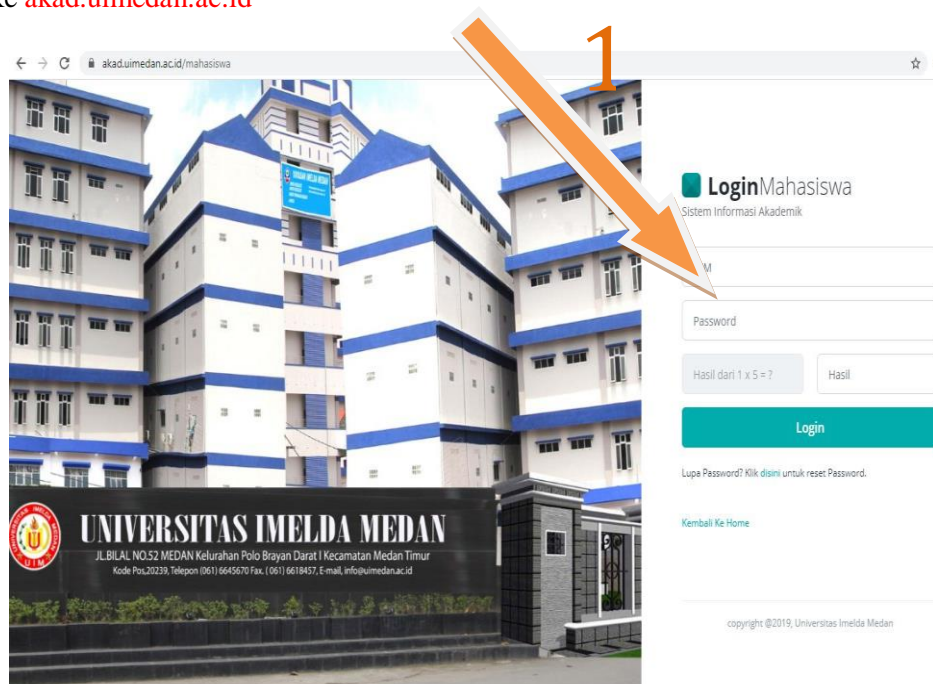 ke akad.uimedan.ac.id
1
akad.uimedan.ac.id/mahasiswa
LoginMahasiswa
Sistem Informasi Akademik
Password
Hasil dari 1 x 5 = ?
Hasil
Login
Lupa Password? Klik disini untuk reset Password.
Kembali Ke Home
copyright @2019, Universitas Imelda Medan
UNIVERSITAS IMELDA MEDAN
JL.BILAL NO.52 MEDAN Kelurahan Polo Brayan Darat I Kecamatan Medan Timur
Kode Pos,20239, Telepon (061) 6645670 Fax. ( 061) 6618457, E-mail, info@uimedan.ac.id